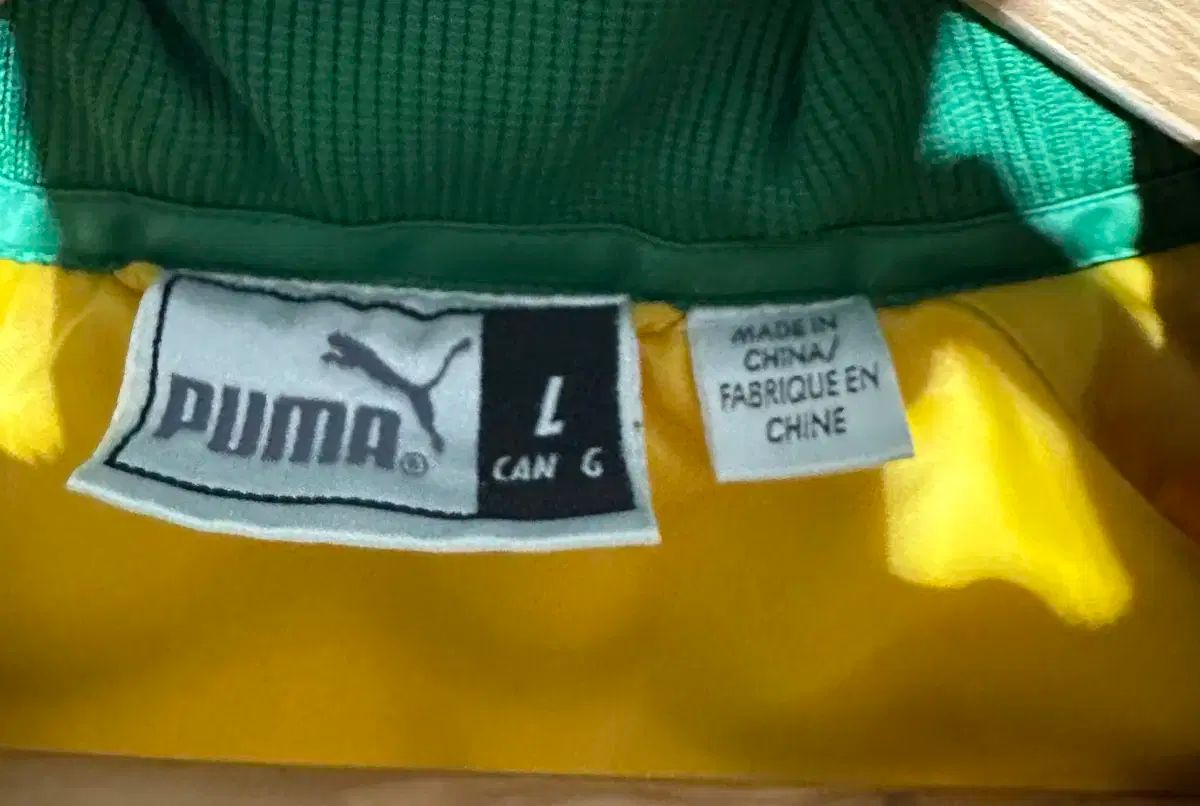 PUMA®
L
CAN G
MADE IN
CHINA/
FABRIQUE EN
CHINE